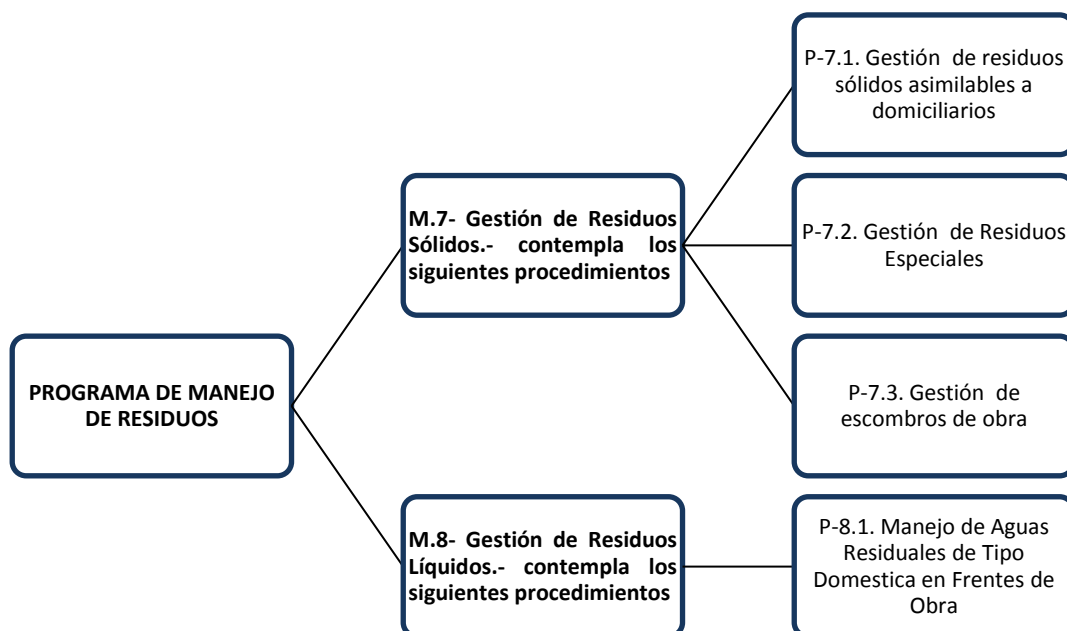 PROGRAMA DE MANEJO
DE RESIDUOS
M.7- Gestión de Residuos
Sólidos.- contempla los
siguientes procedimientos
P-7.1. Gestión de residuos
sólidos asimilables a
domiciliarios
P-7.2. Gestión de Residuos
Especiales
P-7.3. Gestión de
escombros de obra
M.8- Gestión de Residuos
Líquidos.- contempla los
siguientes procedimientos
P-8.1. Manejo de Aguas
Residuales de Tipo
Domestica en Frentes de
Obra